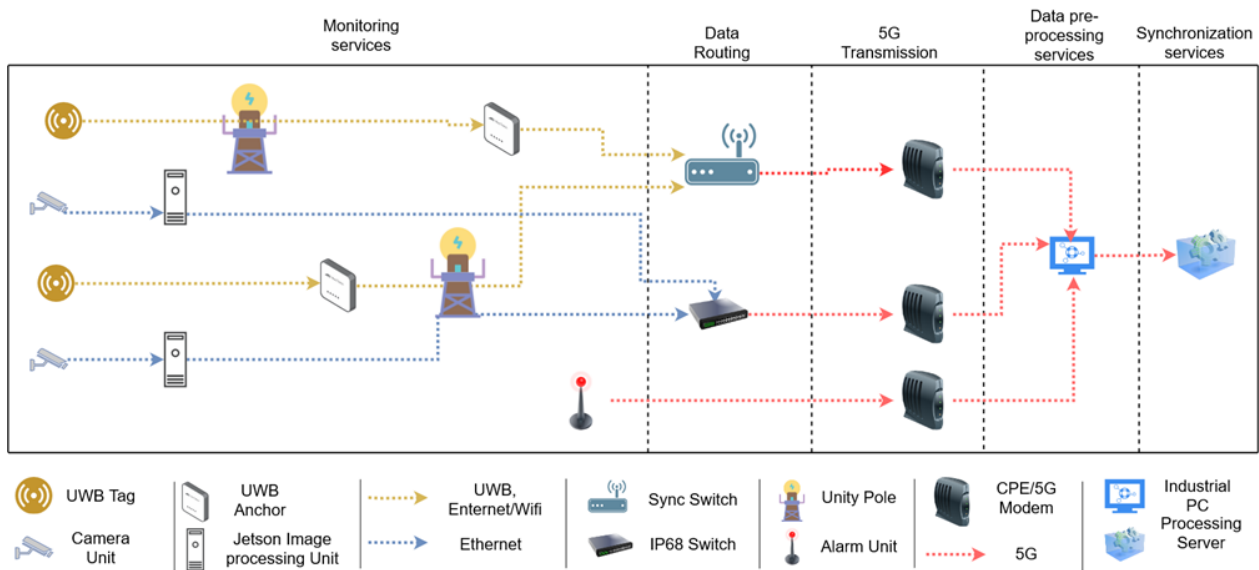 Monitoring
services
Data
Routing
5G
Transmission
Data pre-
processing
services
Synchronization
services
UWB Tag
UWB
Anchor
UWB,
Enternet/Wifi
Sync Switch
Unity Pole
CPE/5G
Modem
Industrial
PC
Camera
Unit
Jetson Image
processing Unit
Ethernet
IP68 Switch
Alarm Unit
5G
Processing
Server